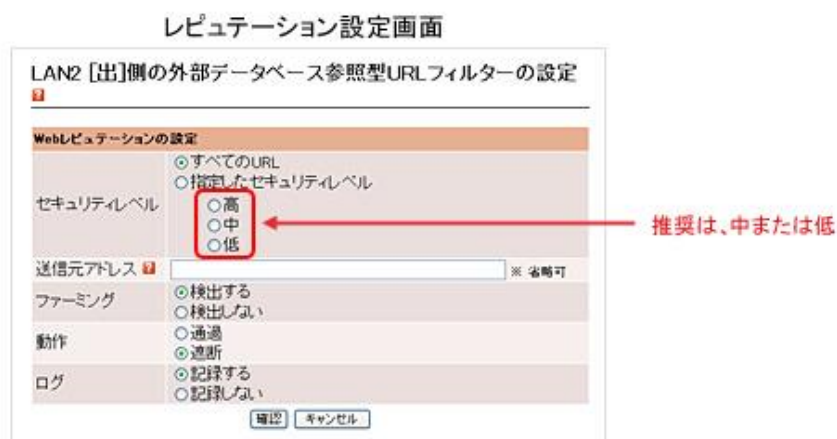 レピュテーション設定画面
LAN2 [出]側の外部データベース参照型URLフィルターの設定
?
Webレピュテーションの設定
セキュリティレベル
すべてのURL
指定したセキュリティレベル
高
中
低
推奨は、中または低
送信元アドレス ?
※ 省略可
ファーミング
検出する
検出しない
動作
通過
遮断
ログ
記録する
記録しない
確認 キャンセル